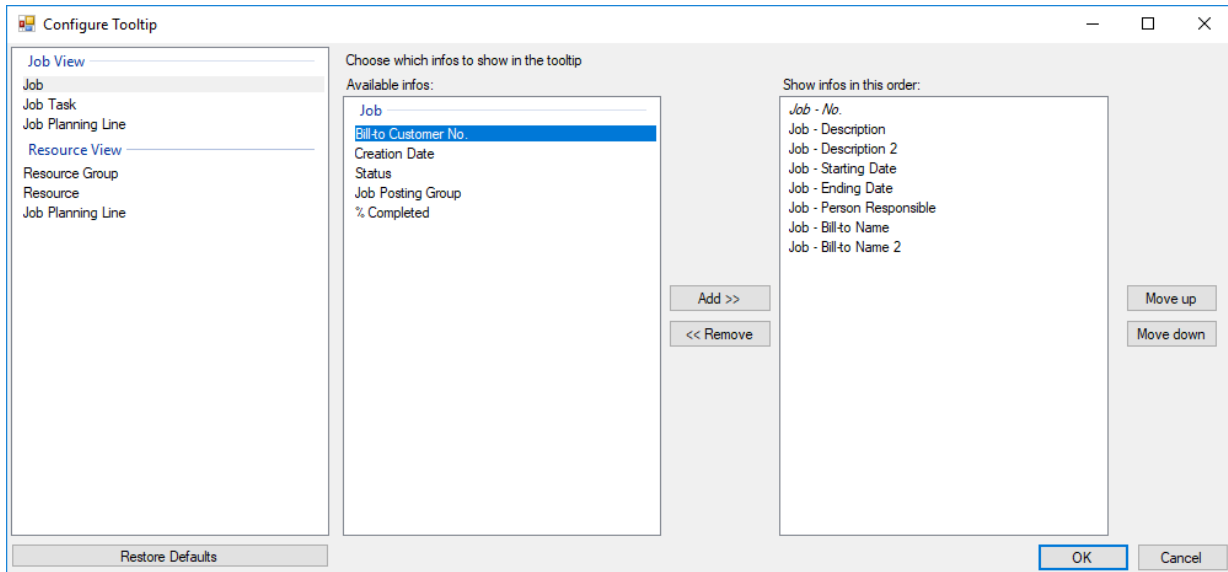 Configure Tooltip
Job View
Job
Job Task
Job Planning Line
Resource View
Resource Group
Resource
Job Planning Line
Restore Defaults
Choose which infos to show in the tooltip
Available infos:
Job
Bill-to Customer No.
Creation Date
Status
Job Posting Group
% Completed
Add >>
<< Remove
Show infos in this order:
Job - No.
Job - Description
Job - Description 2
Job - Starting Date
Job - Ending Date
Job - Person Responsible
Job - Bill-to Name
Job - Bill-to Name 2
Move up
Move down
OK
Cancel